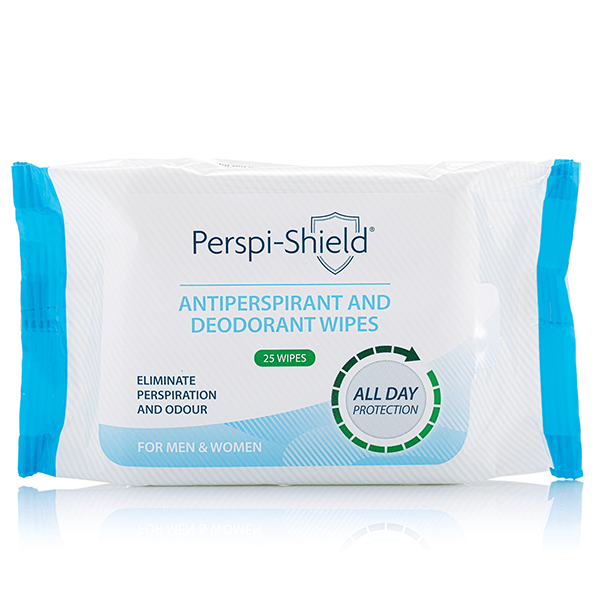 Perspi-Shield®
ANTIPERSPIRANT AND
DEODORANT WIPES
25 WIPES
ELIMINATE
PERSPIRATION
AND ODOUR
ALL DAY
PROTECTION
FOR MEN & WOMEN